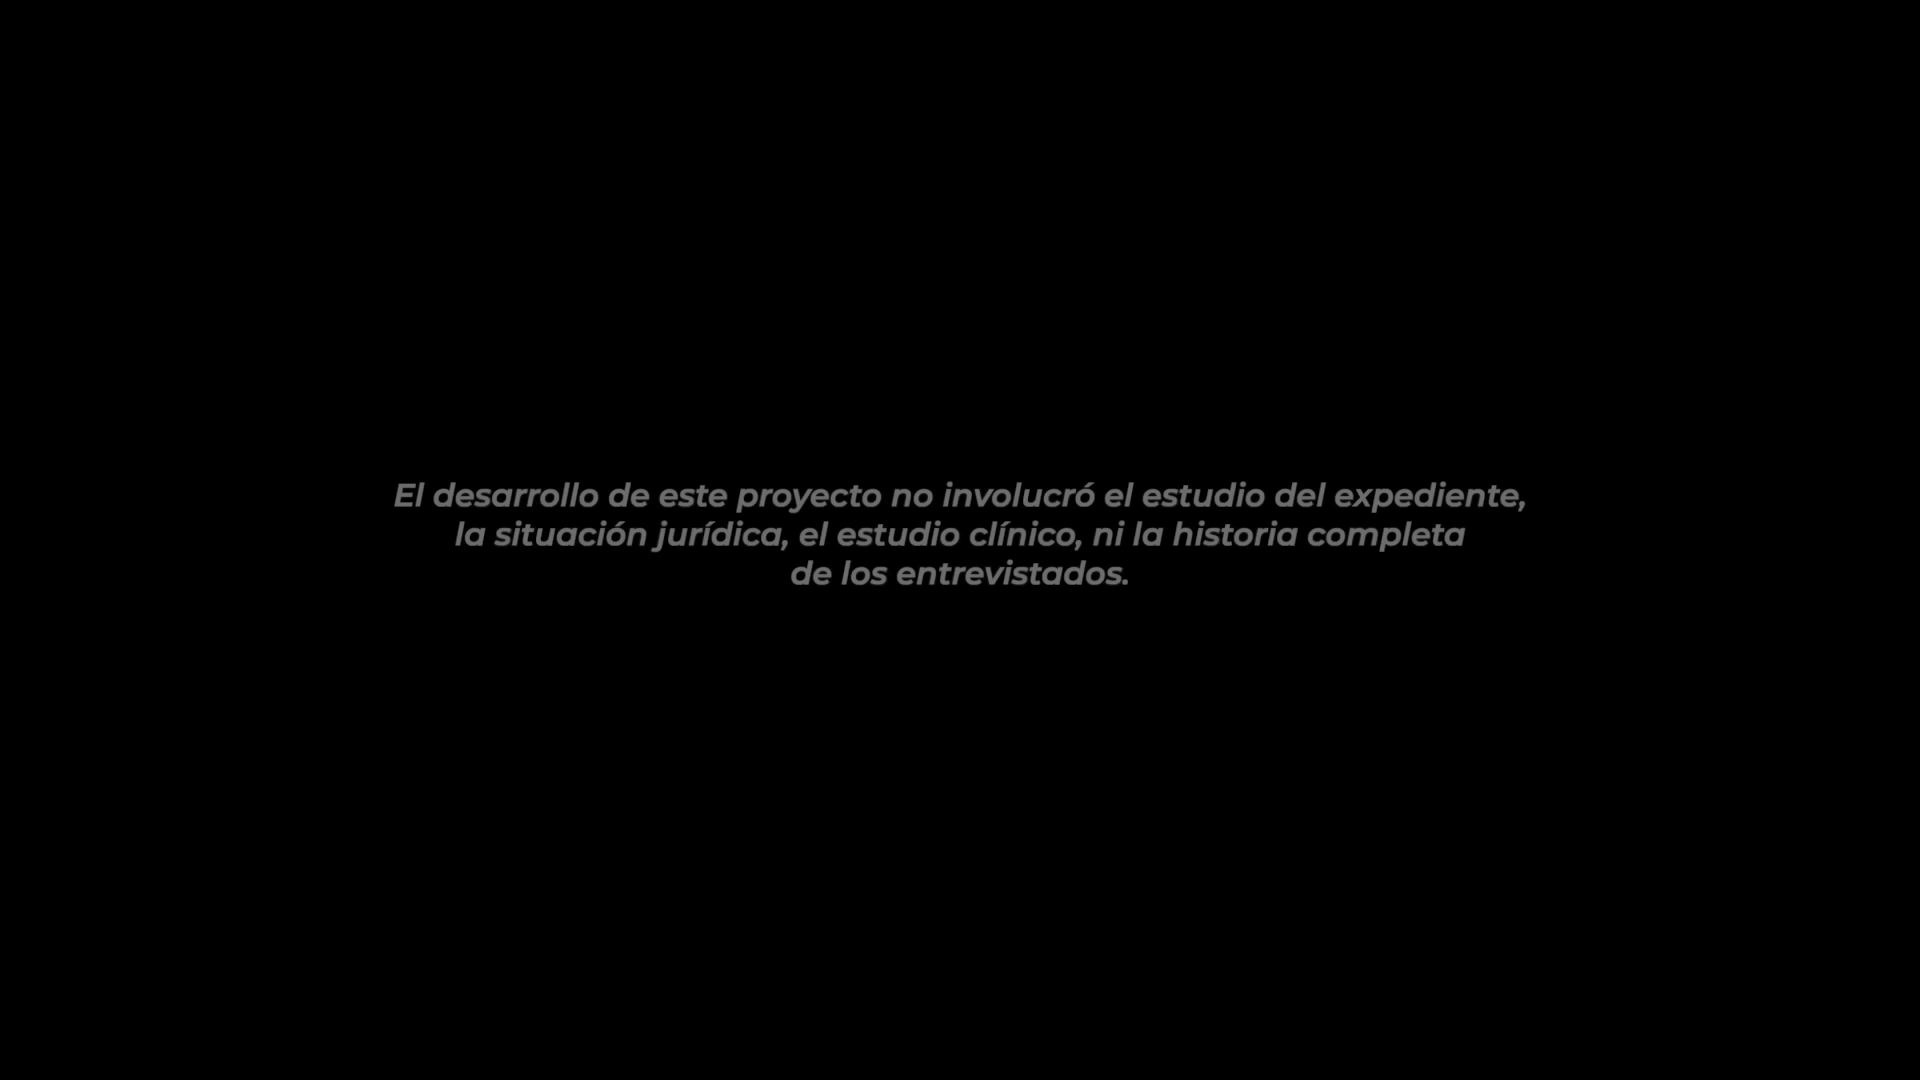 El desarrollo de este proyecto no involucró el estudio del expediente,
la situación jurídica, el estudio clínico, ni la historia completa
de los entrevistados.